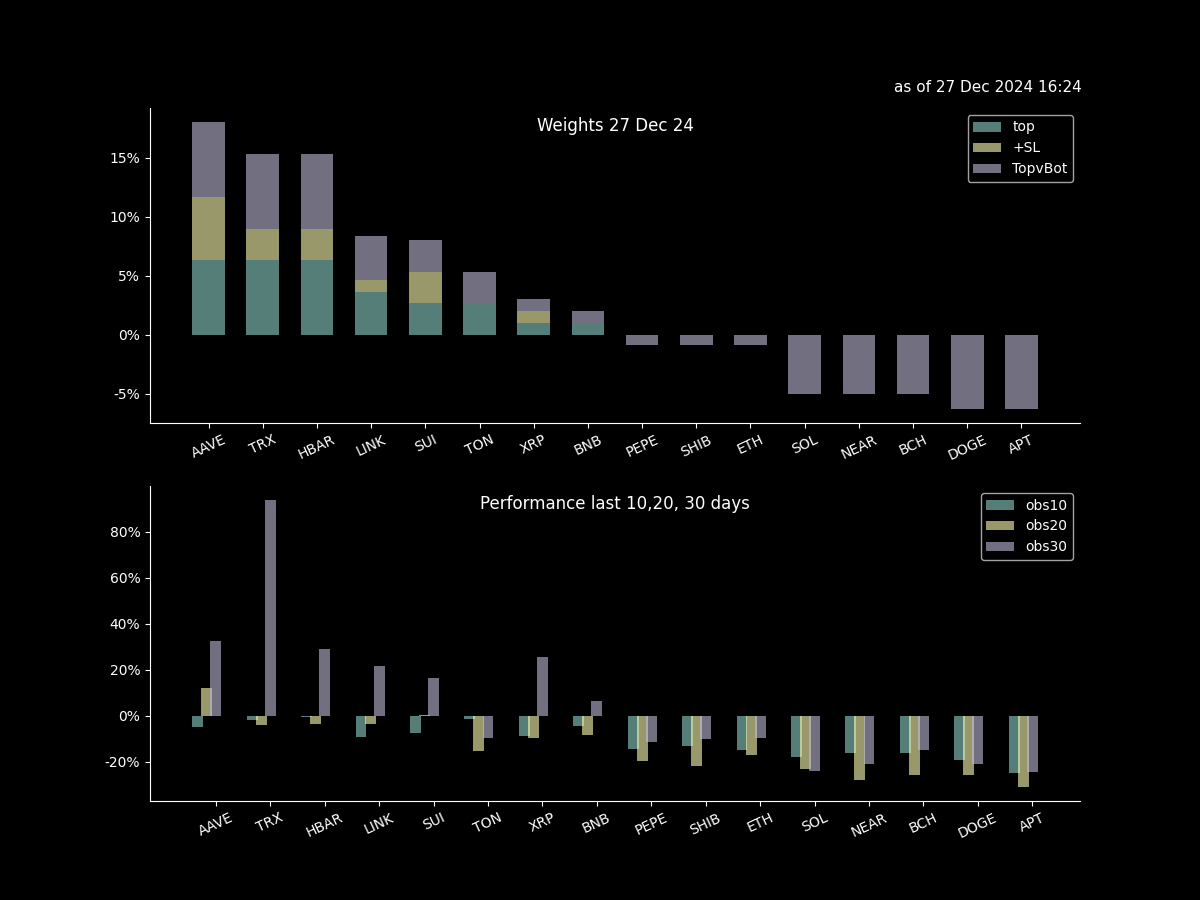 as of 27 Dec 2024 16:24
Weights 27 Dec 24
top
+SL
TopvBot
15%
10%
5%
0%
-5%
AAVE TRX HBAR LINK SUI TON XRP BNB PEPE SHIB ETH SOL NEAR BCH DOGE APT
Performance last 10,20, 30 days
obs10
obs20
obs30
80%
60%
40%
20%
0%
-20%
AAVE TRX HBAR LINK SUI TON XRP BNB PEPE SHIB ETH SOL NEAR BCH DOGE APT